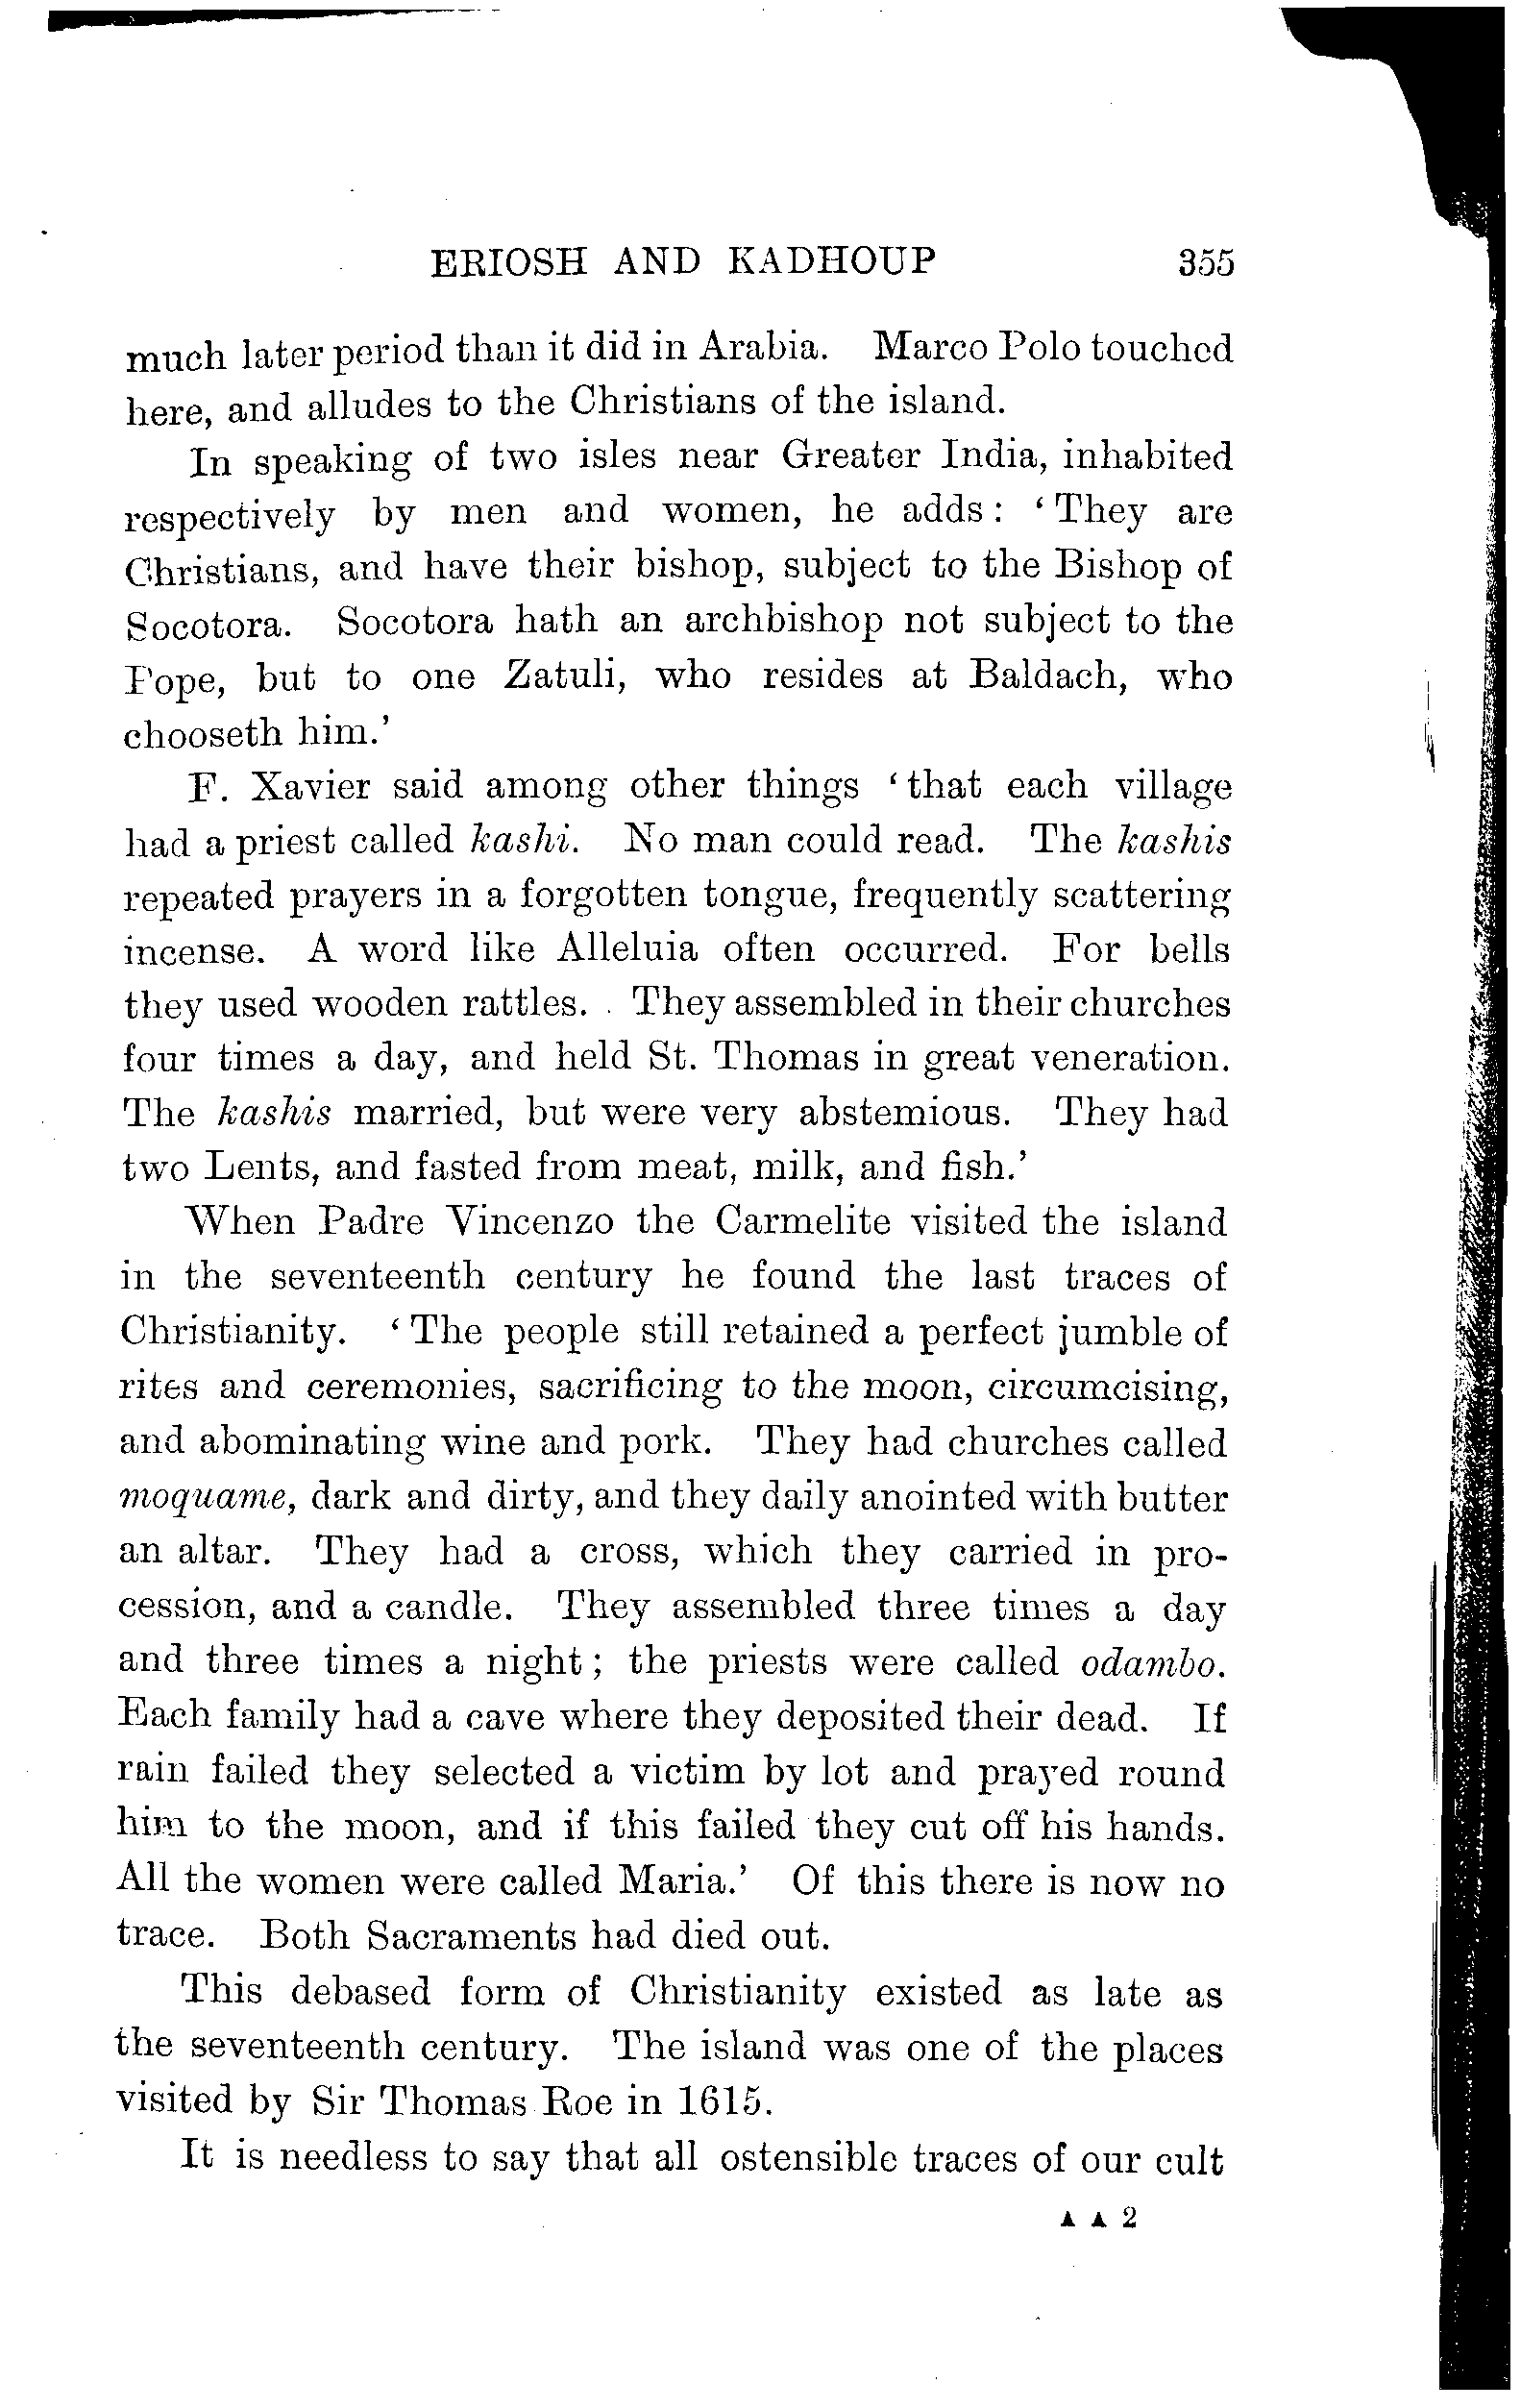 ERIOSH AND KADHOUP 355
much later period than it did in Arabia. Marco Polo touched
here, and alludes to the Christians of the island.
In speaking of two isles near Greater India, inhabited
respectively by men and women, he adds: ‘They are
Christians, and have their bishop, subject to the Bishop of
Socotora. Socotora hath an archbishop not subject to the
Pope, but to one Zatuli, who resides at Baldach, who
chooseth him.’
F. Xavier said among other things ‘that each village
had a priest called kashi. No man could read. The kashis
repeated prayers in a forgotten tongue, frequently scattering
incense. A word like Alleluia often occurred. For bells
they used wooden rattles. They assembled in their churches
four times a day, and held St. Thomas in great veneration.
The kashis married, but were very abstemious. They had
two Lents, and fasted from meat, milk, and fish.’
When Padre Vincenzo the Carmelite visited the island
in the seventeenth century he found the last traces of
Christianity. ‘The people still retained a perfect jumble of
rites and ceremonies, sacrificing to the moon, circumcising,
and abominating wine and pork. They had churches called
moquame, dark and dirty, and they daily anointed with butter
an altar. They had a cross, which they carried in pro-
cession, and a candle. They assembled three times a day
and three times a night; the priests were called odambo.
Each family had a cave where they deposited their dead. If
rain failed they selected a victim by lot and prayed round
him to the moon, and if this failed they cut off his hands.
All the women were called Maria.’ Of this there is now no
trace. Both Sacraments had died out.
This debased form of Christianity existed as late as
the seventeenth century. The island was one of the places
visited by Sir Thomas Roe in 1615.
It is needless to say that all ostensible traces of our cult
A A 2